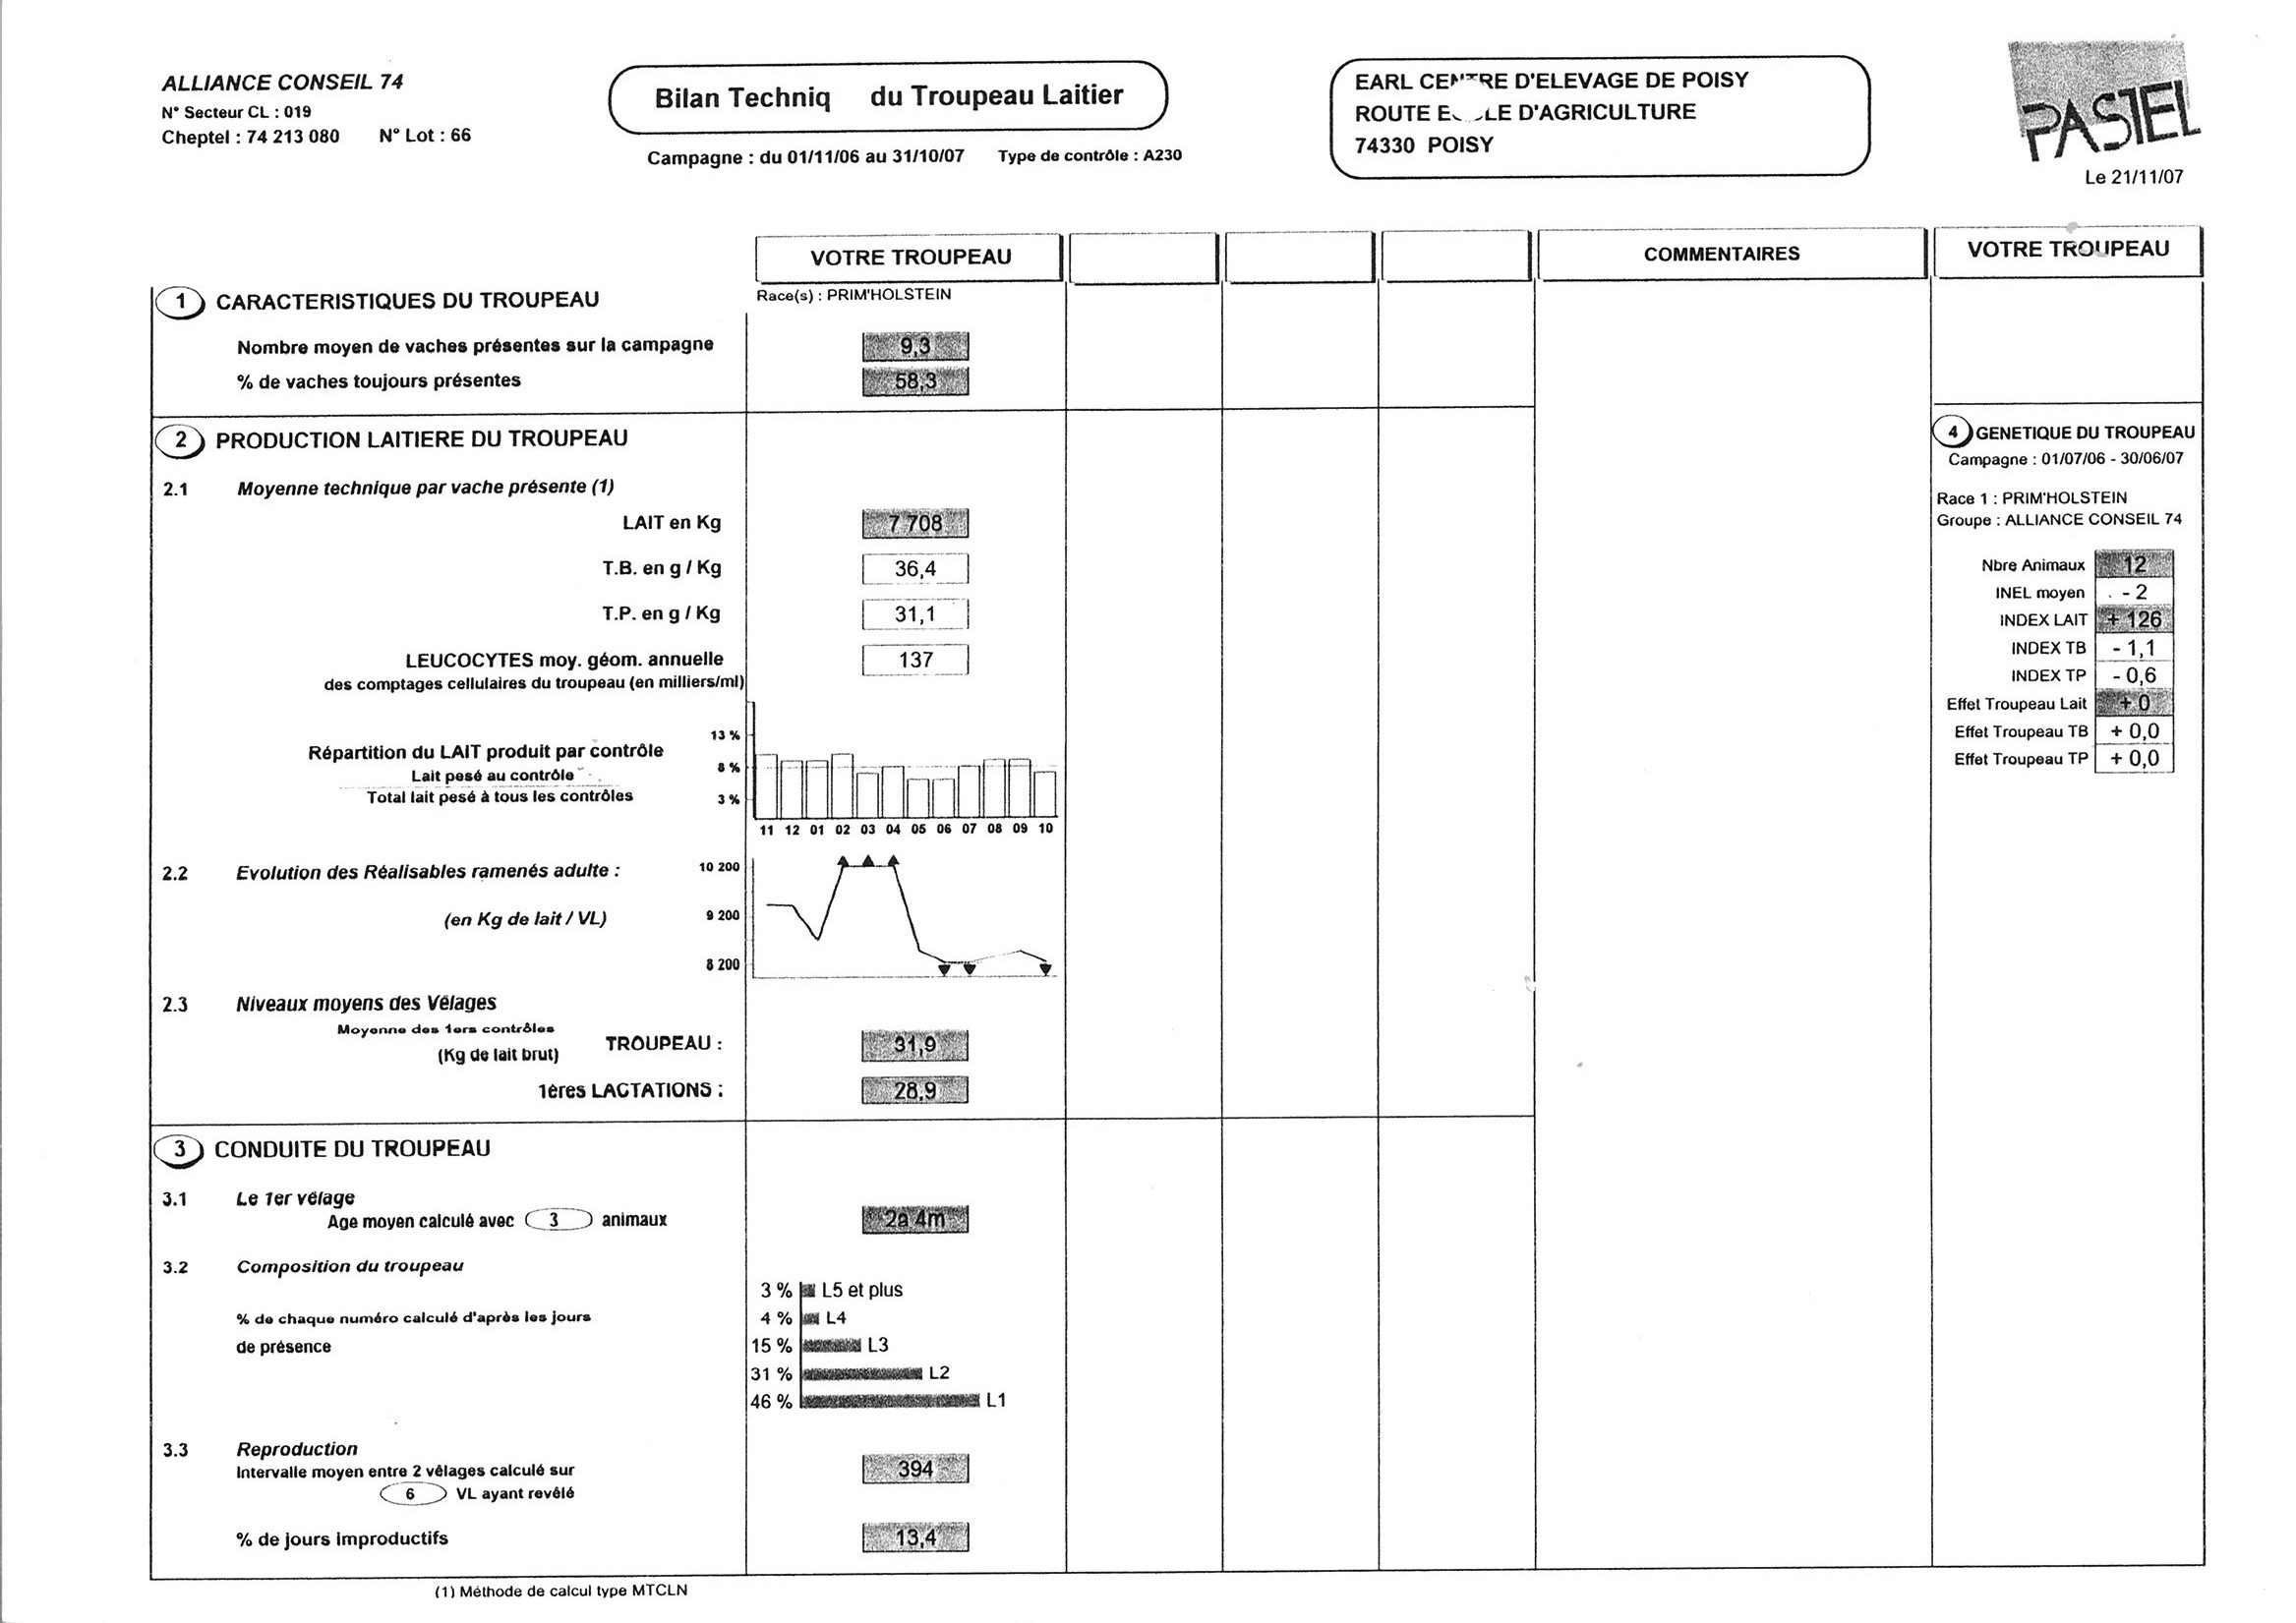 ALLIANCE CONSEIL 74
N° Secteur CL : 019
Cheptel : 74 213 080 N° Lot : 66
Bilan Techniq du Troupeau Laitier
Campagne : du 01/11/06 au 31/10/07 Type de contrôle : A230
EARL CENTRE D'ELEVAGE DE POISY
ROUTE E LE D'AGRICULTURE
74330 POISY
PASTEL
Le 21/11/07
VOTRE TROUPEAU
COMMENTAIRES
VOTRE TROUPEAU
1 CARACTERISTIQUES DU TROUPEAU
Race(s) : PRIM'HOLSTEIN
Nombre moyen de vaches présentes sur la campagne 9,3
% de vaches toujours présentes 58,3
2 PRODUCTION LAITIERE DU TROUPEAU
2.1 Moyenne technique par vache présente (1)
LAIT en Kg 7 708
T.B. en g / Kg 36,4
T.P. en g / Kg 31,1
LEUCOCYTES moy. géom. annuelle 137
des comptages cellulaires du troupeau (en milliers/ml)
Répartition du LAIT produit par contrôle
Lait pesé au contrôle
Total lait pesé à tous les contrôles
13 %
8 %
3 %
11 12 01 02 03 04 05 06 07 08 09 10
2.2 Evolution des Réalisables ramenés adulte :
(en Kg de lait / VL)
10 200
9 200
8 200
2.3 Niveaux moyens des Vêlages
Moyenne des 1ers contrôles
(Kg de lait brut)
TROUPEAU : 31,9
1ères LACTATIONS : 28,9
3 CONDUITE DU TROUPEAU
3.1 Le 1er vêlage
Age moyen calculé avec 3 animaux 2a 4m
3.2 Composition du troupeau
% de chaque numéro calculé d'après les jours
de présence
3 % L5 et plus
4 % L4
15 % L3
31 % L2
46 % L1
3.3 Reproduction
Intervalle moyen entre 2 vêlages calculé sur 394
6 VL ayant revêlé
% de jours improductifs 13,4
(1) Méthode de calcul type MTCLN
4 GENETIQUE DU TROUPEAU
Campagne : 01/07/06 - 30/06/07
Race 1 : PRIM'HOLSTEIN
Groupe : ALLIANCE CONSEIL 74
Nbre Animaux 12
INEL moyen - 2
INDEX LAIT + 126
INDEX TB - 1,1
INDEX TP - 0,6
Effet Troupeau Lait + 0
Effet Troupeau TB + 0,0
Effet Troupeau TP + 0,0